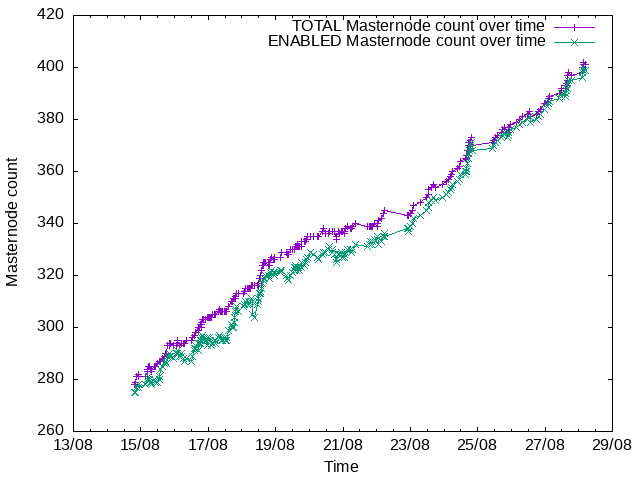 420
400
380
360
340
320
300
280
260
Masternode count
TOTAL Masternode count over time
ENABLED Masternode count over time
13/08 15/08 17/08 19/08 21/08 23/08 25/08 27/08 29/08
Time